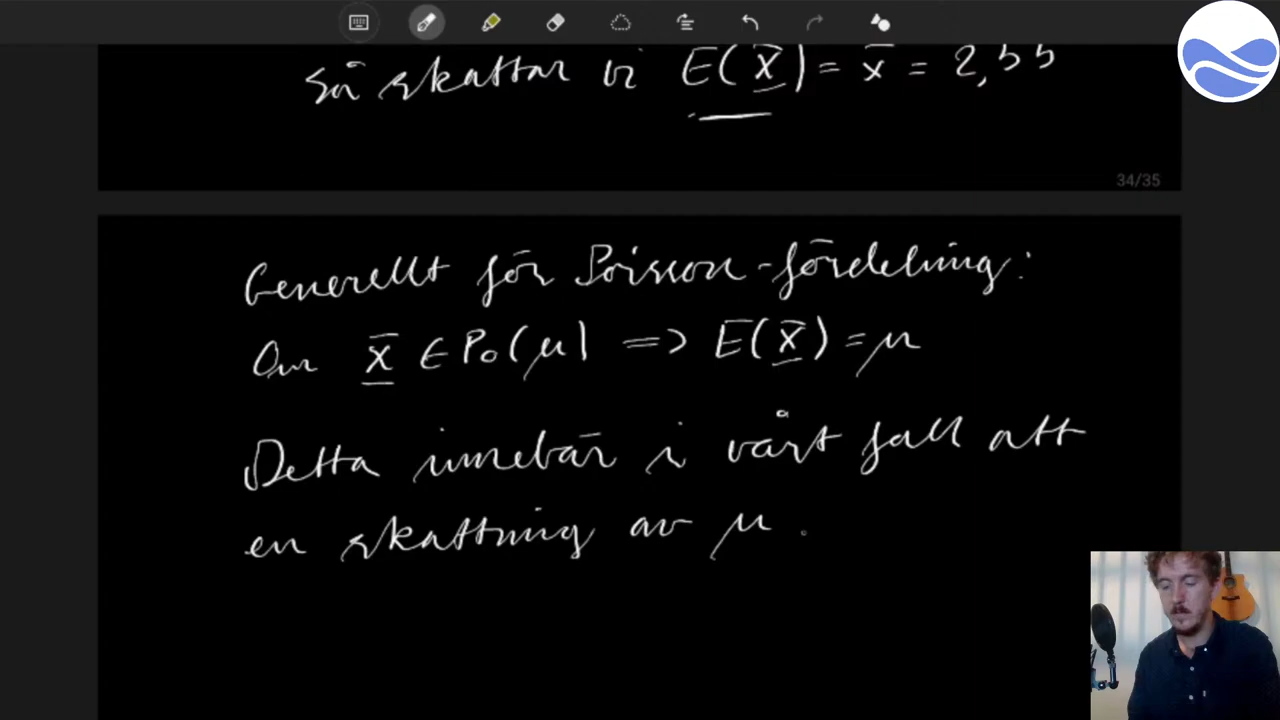 så skattar vi E(X) = x̄ = 2,55
34/35
Generellt för Poisson-fördelning:
Om X ∈ Po(μ) => E(X) = μ
Detta innebär i vårt fall att
en skattning av μ